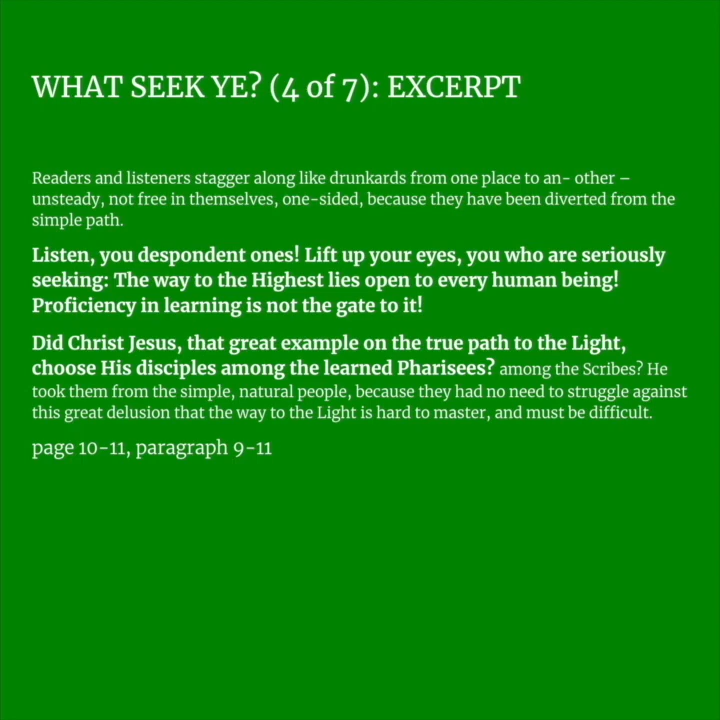 WHAT SEEK YE? (4 of 7): EXCERPT
Readers and listeners stagger along like drunkards from one place to an- other –
unsteady, not free in themselves, one-sided, because they have been diverted from the
simple path.
Listen, you despondent ones! Lift up your eyes, you who are seriously
seeking: The way to the Highest lies open to every human being!
Proficiency in learning is not the gate to it!
Did Christ Jesus, that great example on the true path to the Light,
choose His disciples among the learned Pharisees? among the Scribes? He
took them from the simple, natural people, because they had no need to struggle against
this great delusion that the way to the Light is hard to master, and must be difficult.
page 10-11, paragraph 9-11